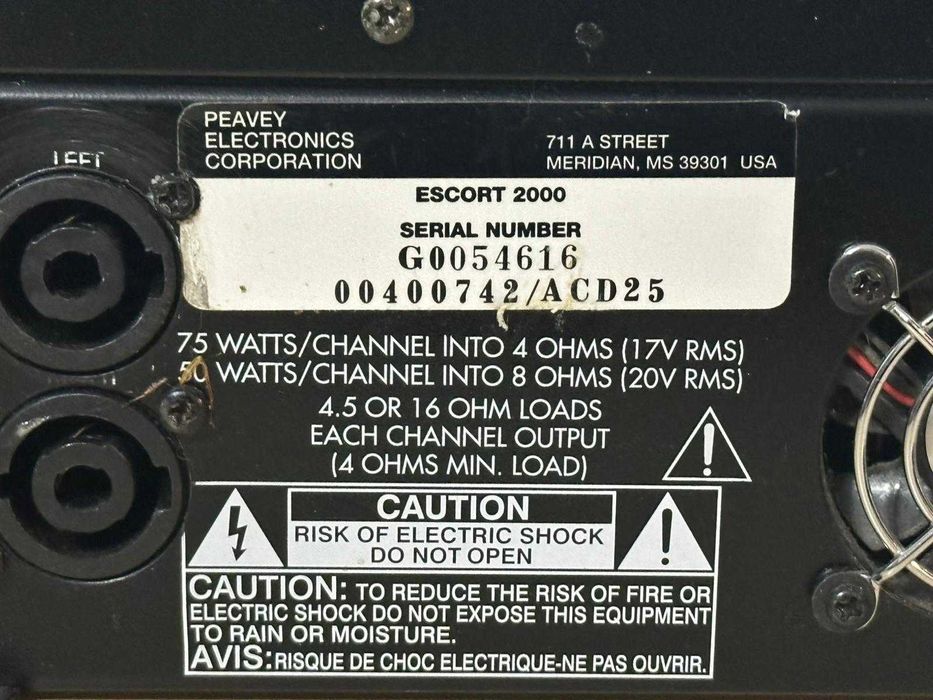 PEAVEY
ELECTRONICS
CORPORATION
711 A STREET
MERIDIAN, MS 39301 USA
LEFT
ESCORT 2000
SERIAL NUMBER
G0054616
00400742/ACD25
75 WATTS/CHANNEL INTO 4 OHMS (17V RMS)
50 WATTS/CHANNEL INTO 8 OHMS (20V RMS)
4.5 OR 16 OHM LOADS
EACH CHANNEL OUTPUT
(4 OHMS MIN. LOAD)
CAUTION
RISK OF ELECTRIC SHOCK
DO NOT OPEN
CAUTION: TO REDUCE THE RISK OF FIRE OR
ELECTRIC SHOCK DO NOT EXPOSE THIS EQUIPMENT
TO RAIN OR MOISTURE.
AVIS: RISQUE DE CHOC ELECTRIQUE-NE PAS OUVRIR.